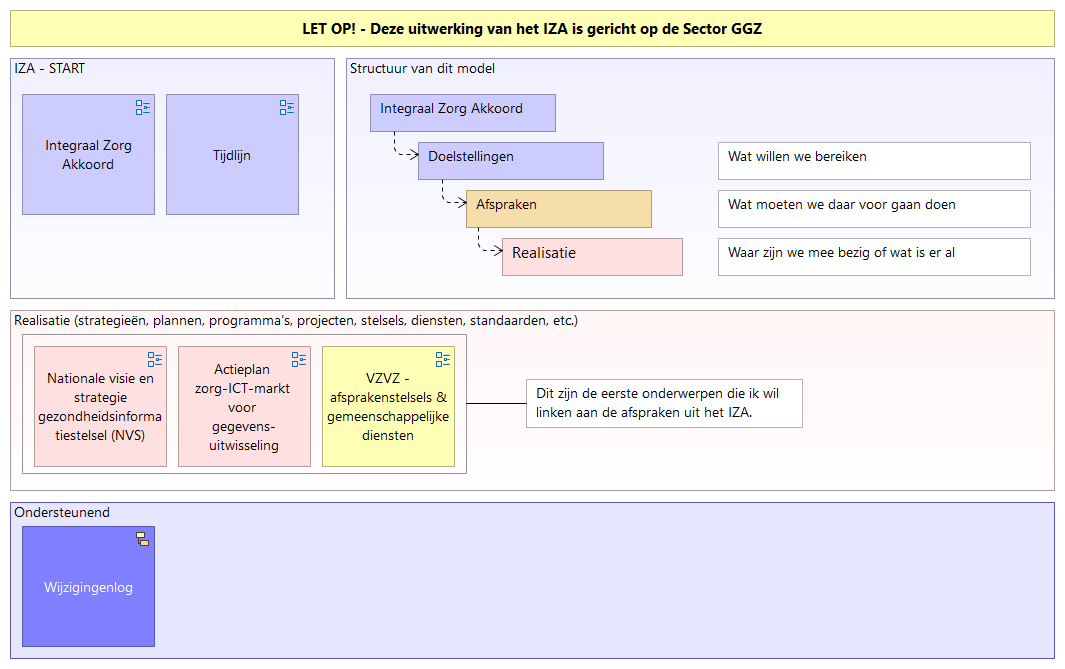 LET OP! - Deze uitwerking van het IZA is gericht op de Sector GGZ
IZA - START
Integraal Zorg
Akkoord
Tijdlijn
Structuur van dit model
Integraal Zorg Akkoord
Doelstellingen
Wat willen we bereiken
Afspraken
Wat moeten we daar voor gaan doen
Realisatie
Waar zijn we mee bezig of wat is er al
Realisatie (strategieën, plannen, programma's, projecten, stelsels, diensten, standaarden, etc.)
Nationale visie en
strategie
gezondheidsinforma
tiestelsel (NVS)
Actieplan
zorg-ICT-markt
voor
gegevens-
uitwisseling
VZVZ -
afsprakenstelsels &
gemeenschappelijke
diensten
Dit zijn de eerste onderwerpen die ik wil
linken aan de afspraken uit het IZA.
Ondersteunend
Wijzigingenlog